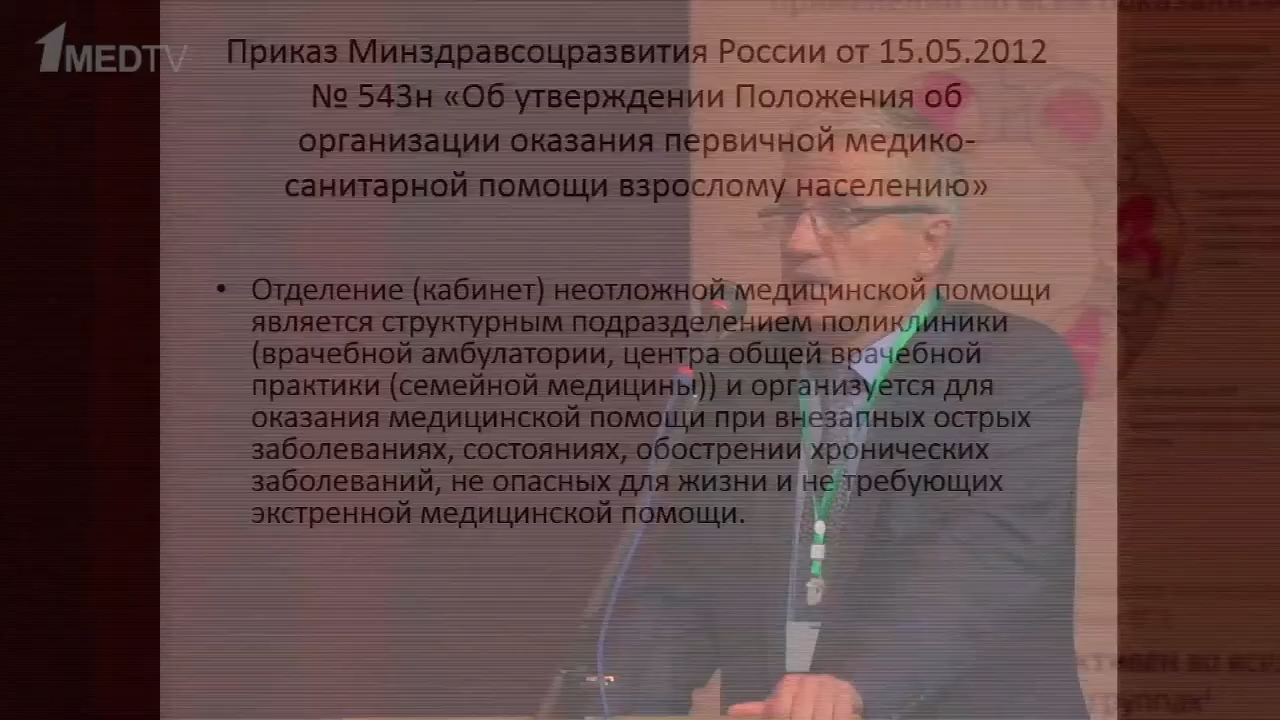 1MEDTV
Приказ Минздравсоцразвития России от 15.05.2012
№ 543н «Об утверждении Положения об
организации оказания первичной медико-
санитарной помощи взрослому населению»
• Отделение (кабинет) неотложной медицинской помощи
является структурным подразделением поликлиники
(врачебной амбулатории, центра общей врачебной
практики (семейной медицины)) и организуется для
оказания медицинской помощи при внезапных острых
заболеваниях, состояниях, обострении хронических
заболеваний, не опасных для жизни и не требующих
экстренной медицинской помощи.